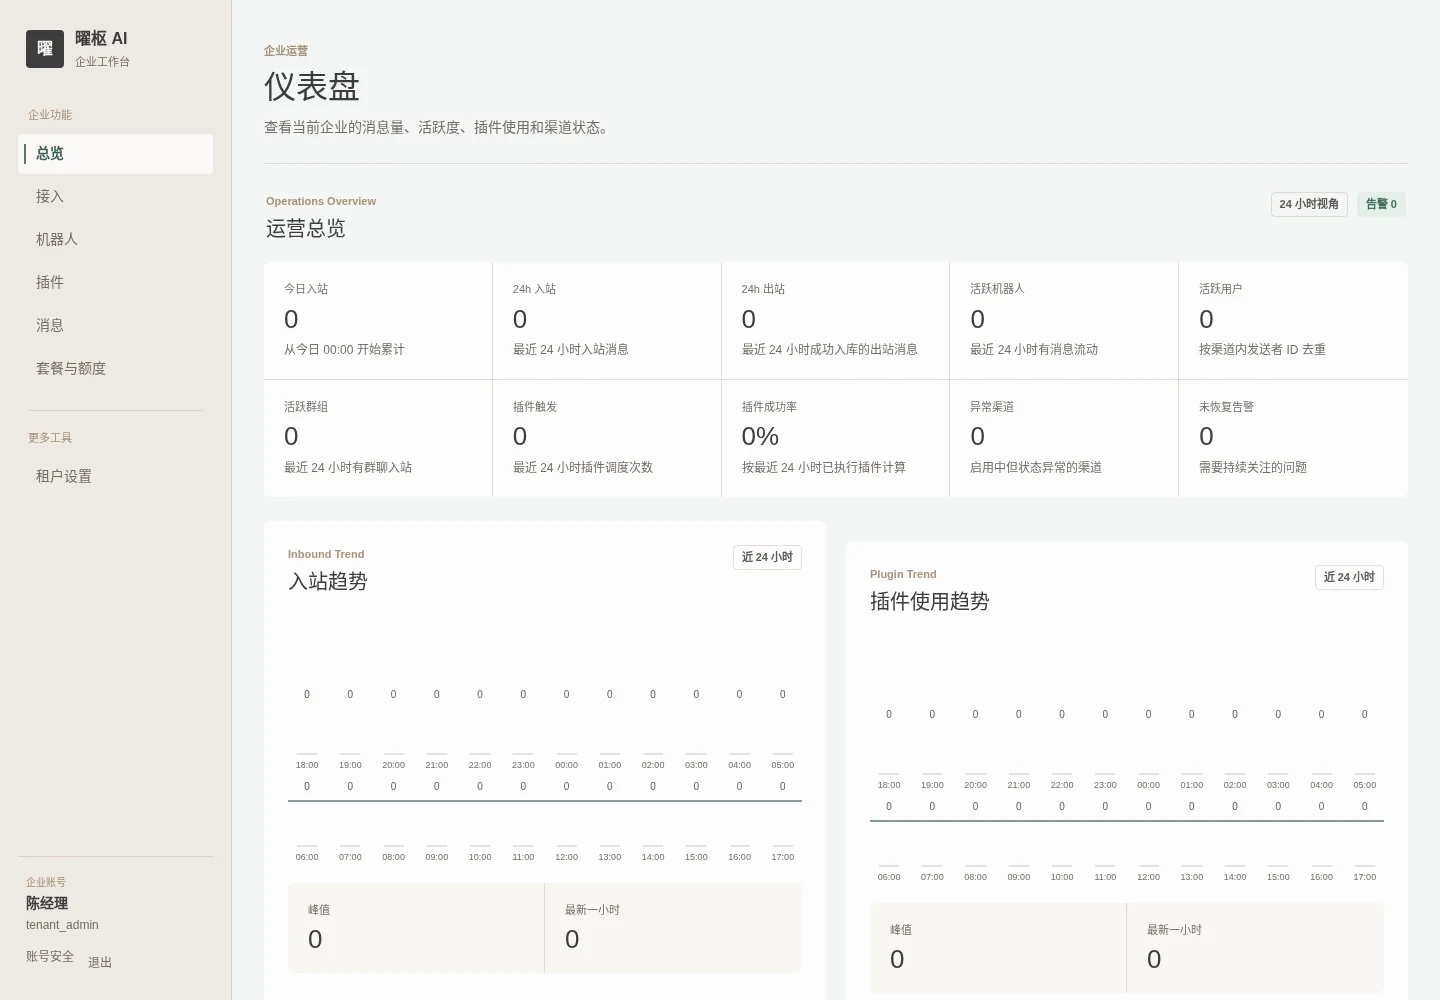 曜
曜枢 AI
企业工作台
企业功能
总览
接入
机器人
插件
消息
套餐与额度
更多工具
租户设置
企业账号
陈经理
tenant_admin
账号安全
退出
企业运营
仪表盘
查看当前企业的消息量、活跃度、插件使用和渠道状态。
Operations Overview
运营总览
24 小时视角
告警 0
今日入站
0
从今日 00:00 开始累计
24h 入站
0
最近 24 小时入站消息
24h 出站
0
最近 24 小时成功入库的出站消息
活跃机器人
0
最近 24 小时有消息流动
活跃用户
0
按渠道内发送者 ID 去重
活跃群组
0
最近 24 小时有群聊入站
插件触发
0
最近 24 小时插件调度次数
插件成功率
0%
按最近 24 小时已执行插件计算
异常渠道
0
启用中但状态异常的渠道
未恢复告警
0
需要持续关注的问题
Inbound Trend
入站趋势
近 24 小时
0 0 0 0 0 0 0 0 0 0 0 0
18:00 19:00 20:00 21:00 22:00 23:00 00:00 01:00 02:00 03:00 04:00 05:00
0 0 0 0 0 0 0 0 0 0 0 0
06:00 07:00 08:00 09:00 10:00 11:00 12:00 13:00 14:00 15:00 16:00 17:00
峰值
0
最新一小时
0
Plugin Trend
插件使用趋势
近 24 小时
0 0 0 0 0 0 0 0 0 0 0 0
18:00 19:00 20:00 21:00 22:00 23:00 00:00 01:00 02:00 03:00 04:00 05:00
0 0 0 0 0 0 0 0 0 0 0 0
06:00 07:00 08:00 09:00 10:00 11:00 12:00 13:00 14:00 15:00 16:00 17:00
峰值
0
最新一小时
0